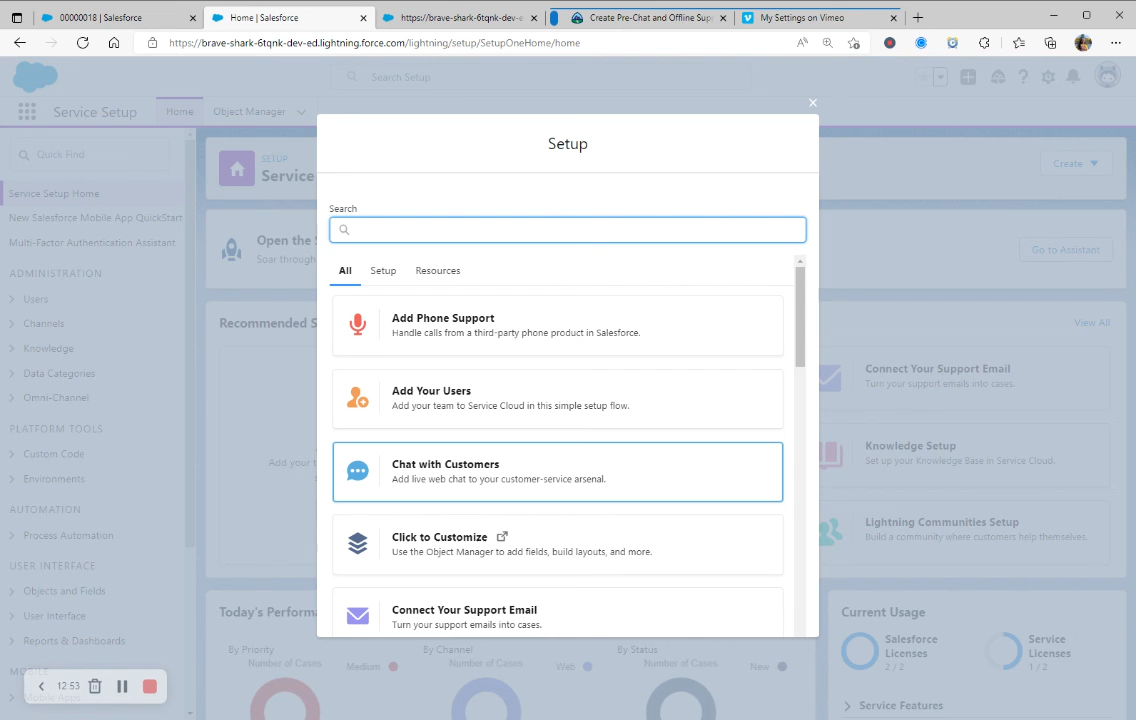 00000018 | Salesforce
Home | Salesforce
https://brave-shark-6tqnk-dev-e
Create Pre-Chat and Offline Supp
My Settings on Vimeo
https://brave-shark-6tqnk-dev-ed.lightning.force.com/lightning/setup/SetupOneHome/home
Search Setup
Service Setup
Home
Object Manager
Quick Find
Service Setup Home
New Salesforce Mobile App QuickStart
Multi-Factor Authentication Assistant
ADMINISTRATION
Users
Channels
Knowledge
Data Categories
Omni-Channel
PLATFORM TOOLS
Custom Code
Environments
AUTOMATION
Process Automation
USER INTERFACE
Objects and Fields
User Interface
Reports & Dashboards
MOBILE
Mobile Apps
12:53
SETUP
Service
Create
Open the S
Soar through
Go to Assistant
Recommended S
View All
Add your t
Setup
Search
All
Setup
Resources
Add Phone Support
Handle calls from a third-party phone product in Salesforce.
Add Your Users
Add your team to Service Cloud in this simple setup flow.
Chat with Customers
Add live web chat to your customer-service arsenal.
Click to Customize
Use the Object Manager to add fields, build layouts, and more.
Connect Your Support Email
Turn your support emails into cases.
Connect Your Support Email
Turn your support emails into cases.
Knowledge Setup
Set up your Knowledge Base in Service Cloud.
Lightning Communities Setup
Build a community where customers help themselves.
Today's Perform
By Priority
Number of Cases
Medium
By Channel
Number of Cases
Web
By Status
Number of Cases
New
Current Usage
Salesforce
Licenses
2 / 2
Service
Licenses
1 / 2
Service Features